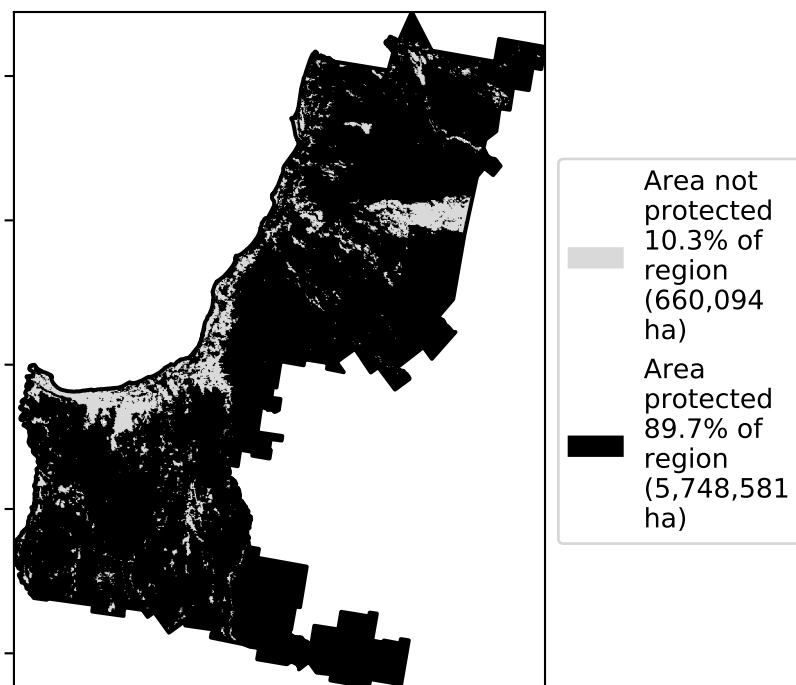 Area not
protected
10.3% of
region
(660,094
ha)
Area
protected
89.7% of
region
(5,748,581
ha)